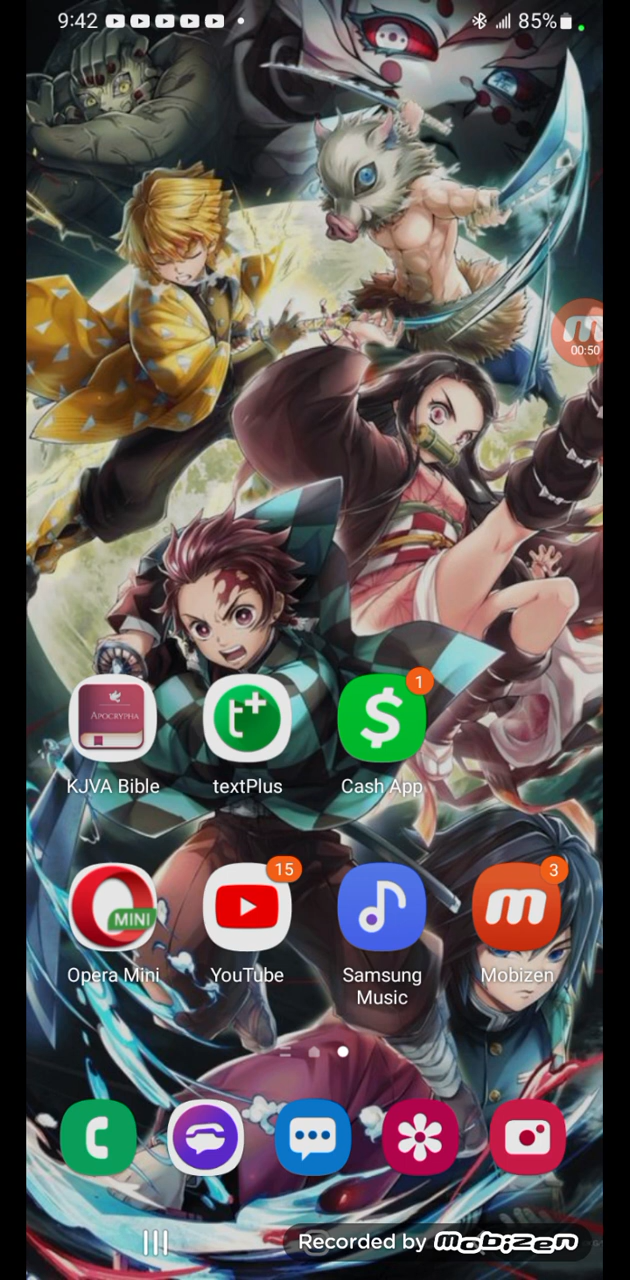 9:42
85%
00:50
APOCRYPHA
1
KJVA Bible
textPlus
Cash App
t+
$
15
3
MINI
Opera Mini
YouTube
Samsung
Music
Mobizen
Recorded by mobizen